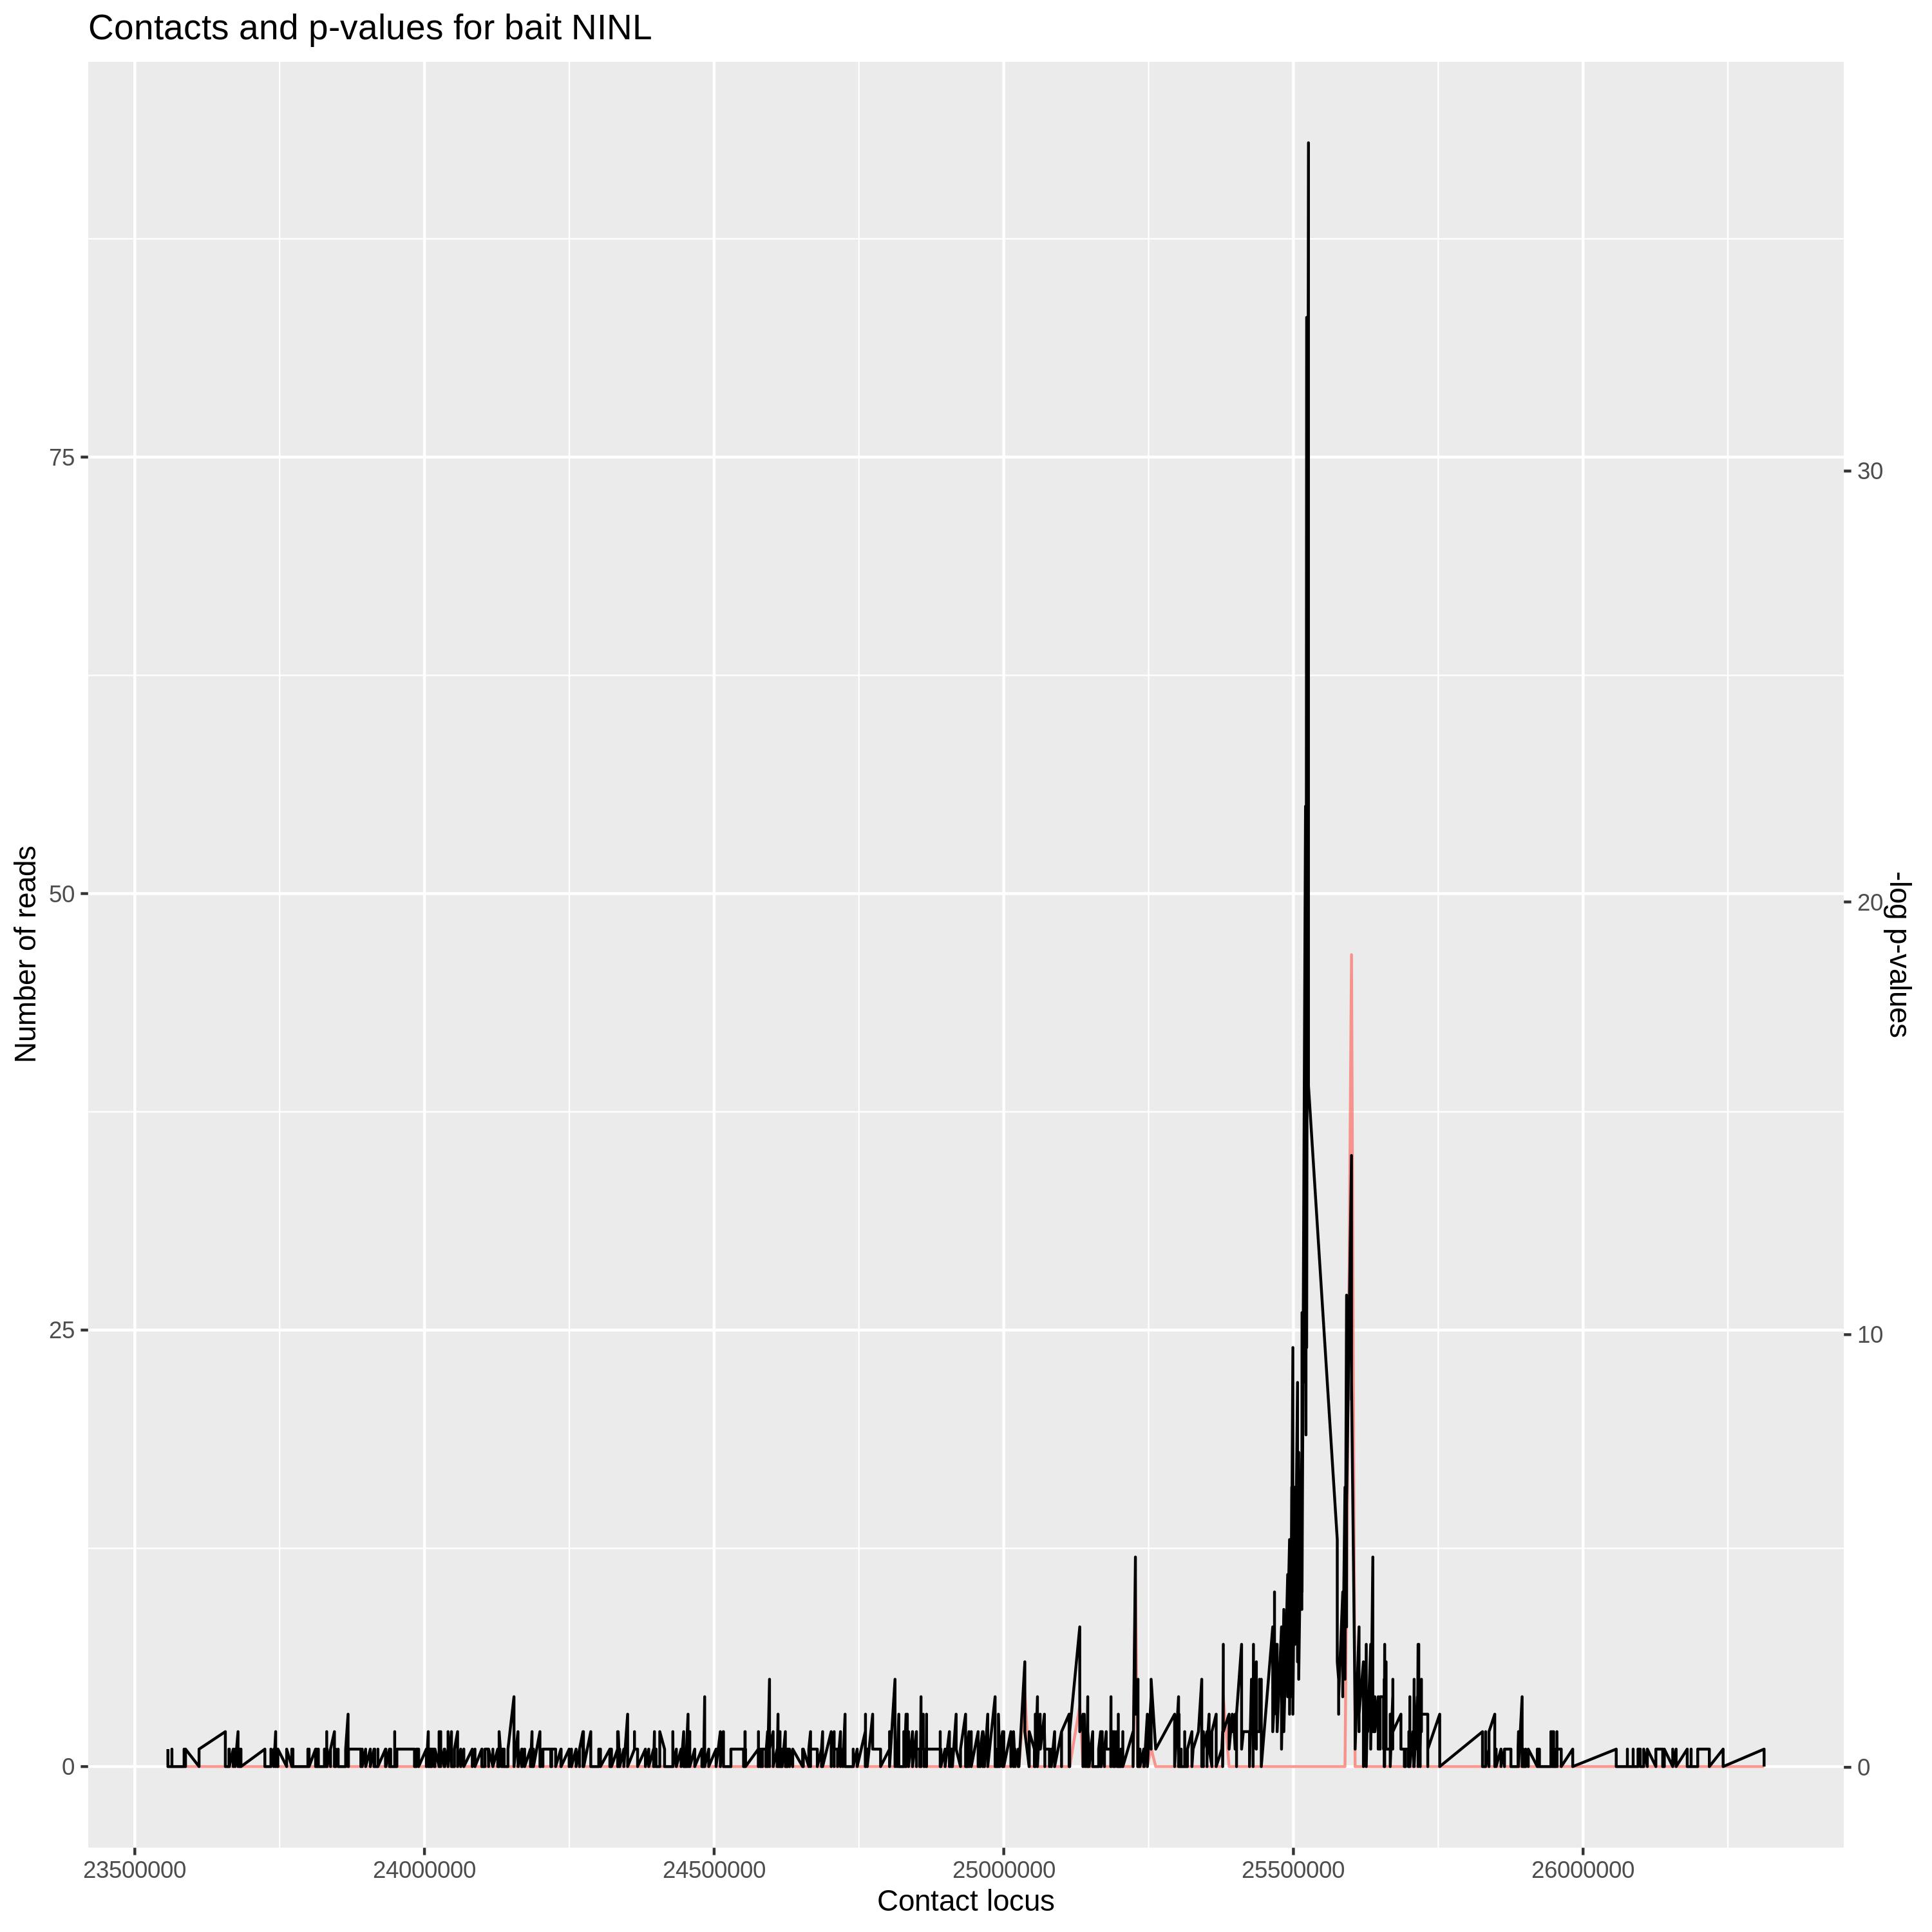 Contacts and p-values for bait NINL
Number of reads
75
50
25
0
30
20
10
0
-log p-values
23500000 24000000 24500000 25000000 25500000 26000000
Contact locus